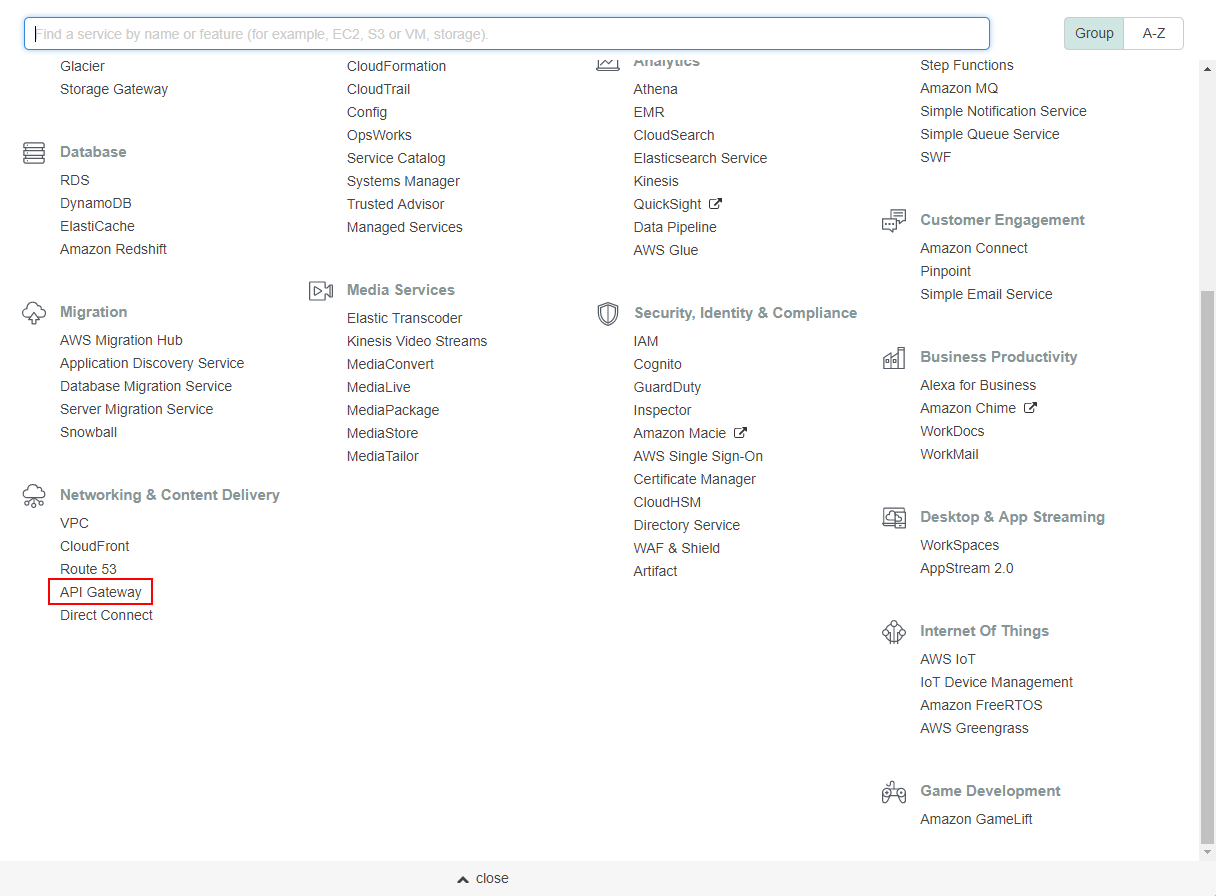 Find a service by name or feature (for example, EC2, S3 or VM, storage).
Group
A-Z
Glacier
Storage Gateway
Database
RDS
DynamoDB
ElastiCache
Amazon Redshift
Migration
AWS Migration Hub
Application Discovery Service
Database Migration Service
Server Migration Service
Snowball
Networking & Content Delivery
VPC
CloudFront
Route 53
API Gateway
Direct Connect
CloudFormation
CloudTrail
Config
OpsWorks
Service Catalog
Systems Manager
Trusted Advisor
Managed Services
Media Services
Elastic Transcoder
Kinesis Video Streams
MediaConvert
MediaLive
MediaPackage
MediaStore
MediaTailor
Analytics
Athena
EMR
CloudSearch
Elasticsearch Service
Kinesis
QuickSight
Data Pipeline
AWS Glue
Security, Identity & Compliance
IAM
Cognito
GuardDuty
Inspector
Amazon Macie
AWS Single Sign-On
Certificate Manager
CloudHSM
Directory Service
WAF & Shield
Artifact
Step Functions
Amazon MQ
Simple Notification Service
Simple Queue Service
SWF
Customer Engagement
Amazon Connect
Pinpoint
Simple Email Service
Business Productivity
Alexa for Business
Amazon Chime
WorkDocs
WorkMail
Desktop & App Streaming
WorkSpaces
AppStream 2.0
Internet Of Things
AWS IoT
IoT Device Management
Amazon FreeRTOS
AWS Greengrass
Game Development
Amazon GameLift
close